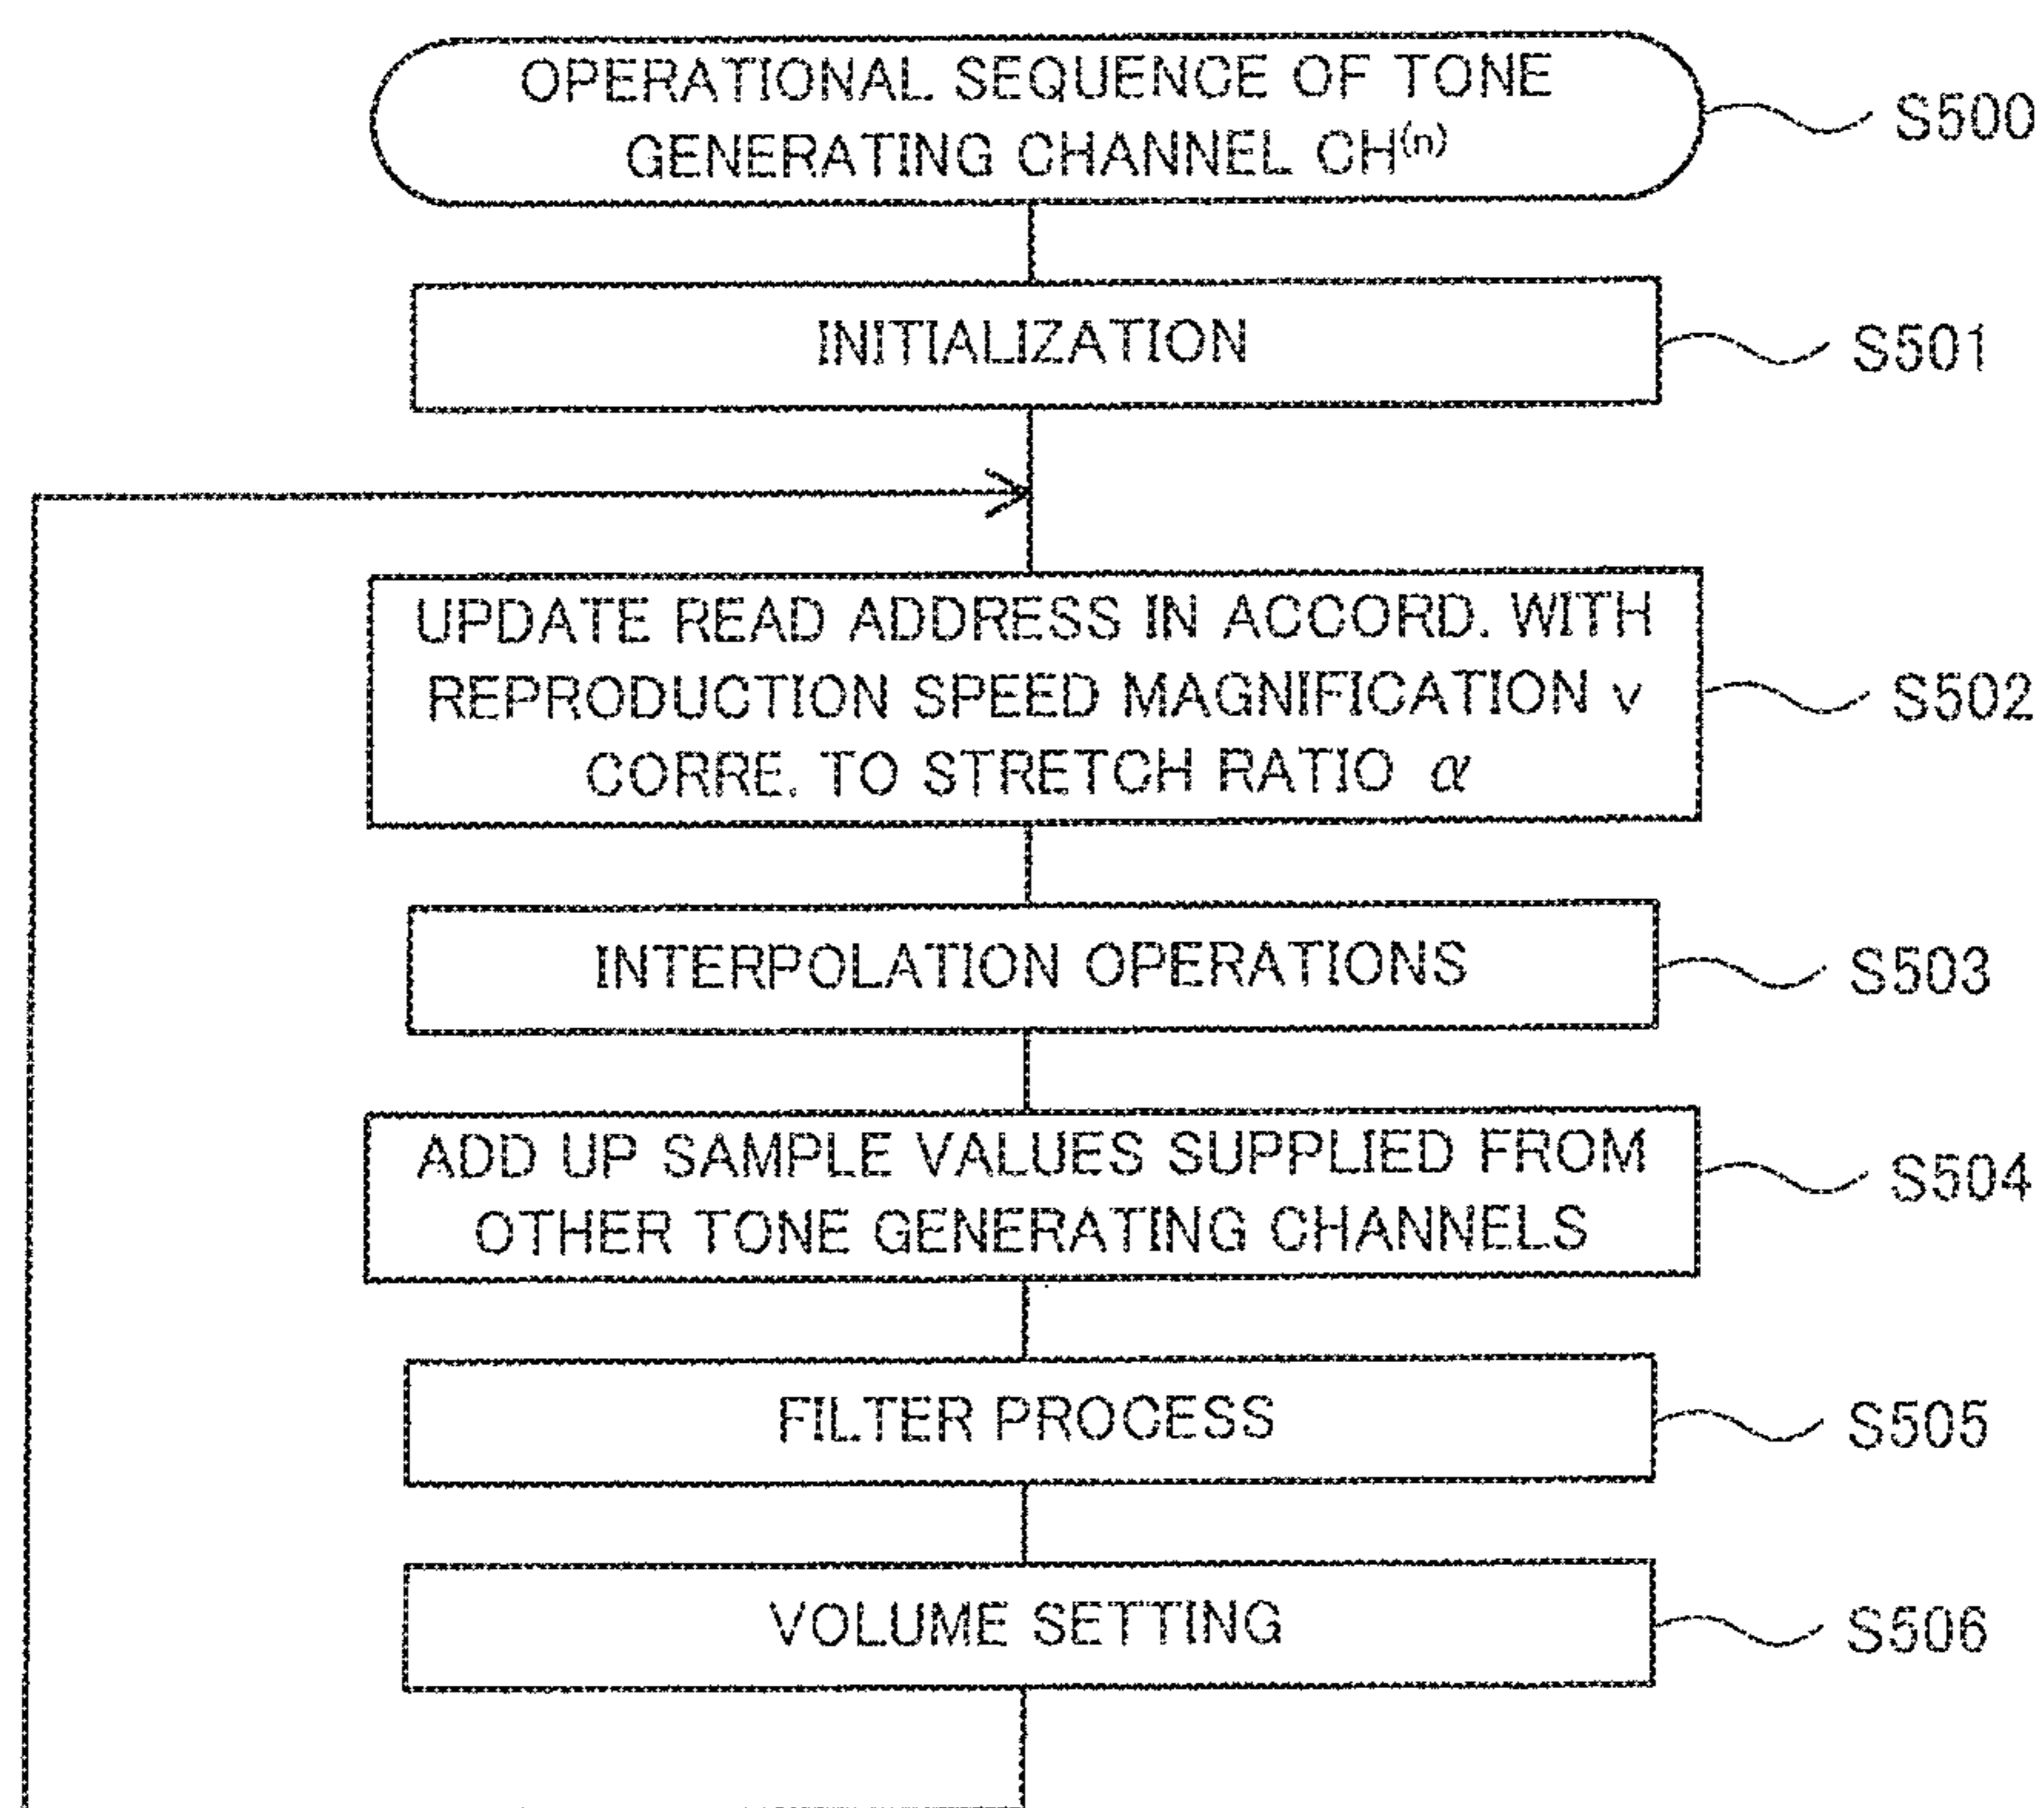 OPERATIONAL SEQUENCE OF TONE
GENERATING CHANNEL CH(n)
S500
INITIALIZATION
S501
UPDATE READ ADDRESS IN ACCORD. WITH
REPRODUCTION SPEED MAGNIFICATION v
CORRE. TO STRETCH RATIO α
S502
INTERPOLATION OPERATIONS
S503
ADD UP SAMPLE VALUES SUPPLIED FROM
OTHER TONE GENERATING CHANNELS
S504
FILTER PROCESS
S505
VOLUME SETTING
S506